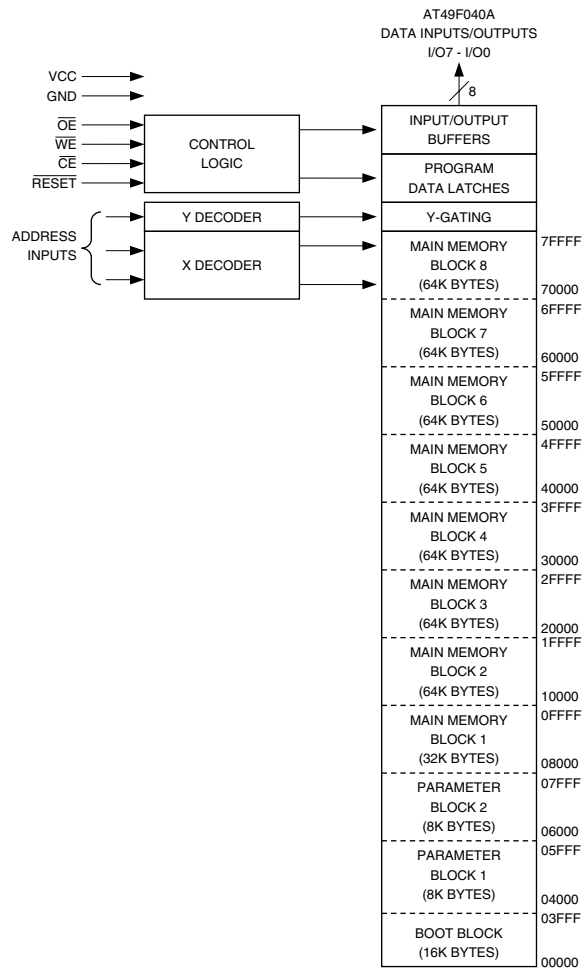 AT49F040A
DATA INPUTS/OUTPUTS
I/O7 - I/O0
8
VCC
GND
OE
WE
CE
RESET
CONTROL
LOGIC
INPUT/OUTPUT
BUFFERS
PROGRAM
DATA LATCHES
ADDRESS
INPUTS
Y DECODER
X DECODER
Y-GATING
MAIN MEMORY
BLOCK 8
(64K BYTES)
7FFFF
70000
MAIN MEMORY
BLOCK 7
(64K BYTES)
6FFFF
60000
MAIN MEMORY
BLOCK 6
(64K BYTES)
5FFFF
50000
MAIN MEMORY
BLOCK 5
(64K BYTES)
4FFFF
40000
MAIN MEMORY
BLOCK 4
(64K BYTES)
3FFFF
30000
MAIN MEMORY
BLOCK 3
(64K BYTES)
2FFFF
20000
MAIN MEMORY
BLOCK 2
(64K BYTES)
1FFFF
10000
MAIN MEMORY
BLOCK 1
(32K BYTES)
0FFFF
08000
PARAMETER
BLOCK 2
(8K BYTES)
07FFF
06000
PARAMETER
BLOCK 1
(8K BYTES)
05FFF
04000
BOOT BLOCK
(16K BYTES)
03FFF
00000